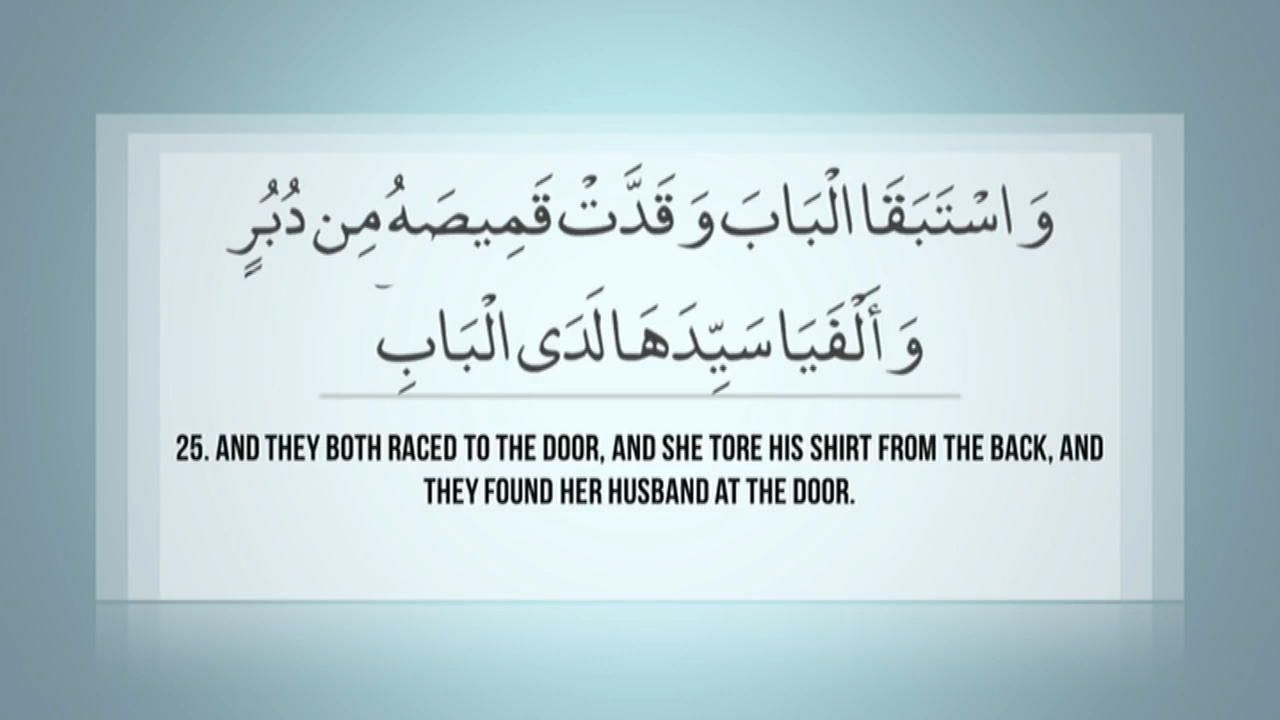 وَ اسْتَبَقَا الْبَابَ وَ قَدَّتْ قَمِيصَهُ مِن دُبُرٍ
وَ أَلْفَيَا سَيِّدَهَا لَدَى الْبَابِ
25. AND THEY BOTH RACED TO THE DOOR, AND SHE TORE HIS SHIRT FROM THE BACK, AND
THEY FOUND HER HUSBAND AT THE DOOR.